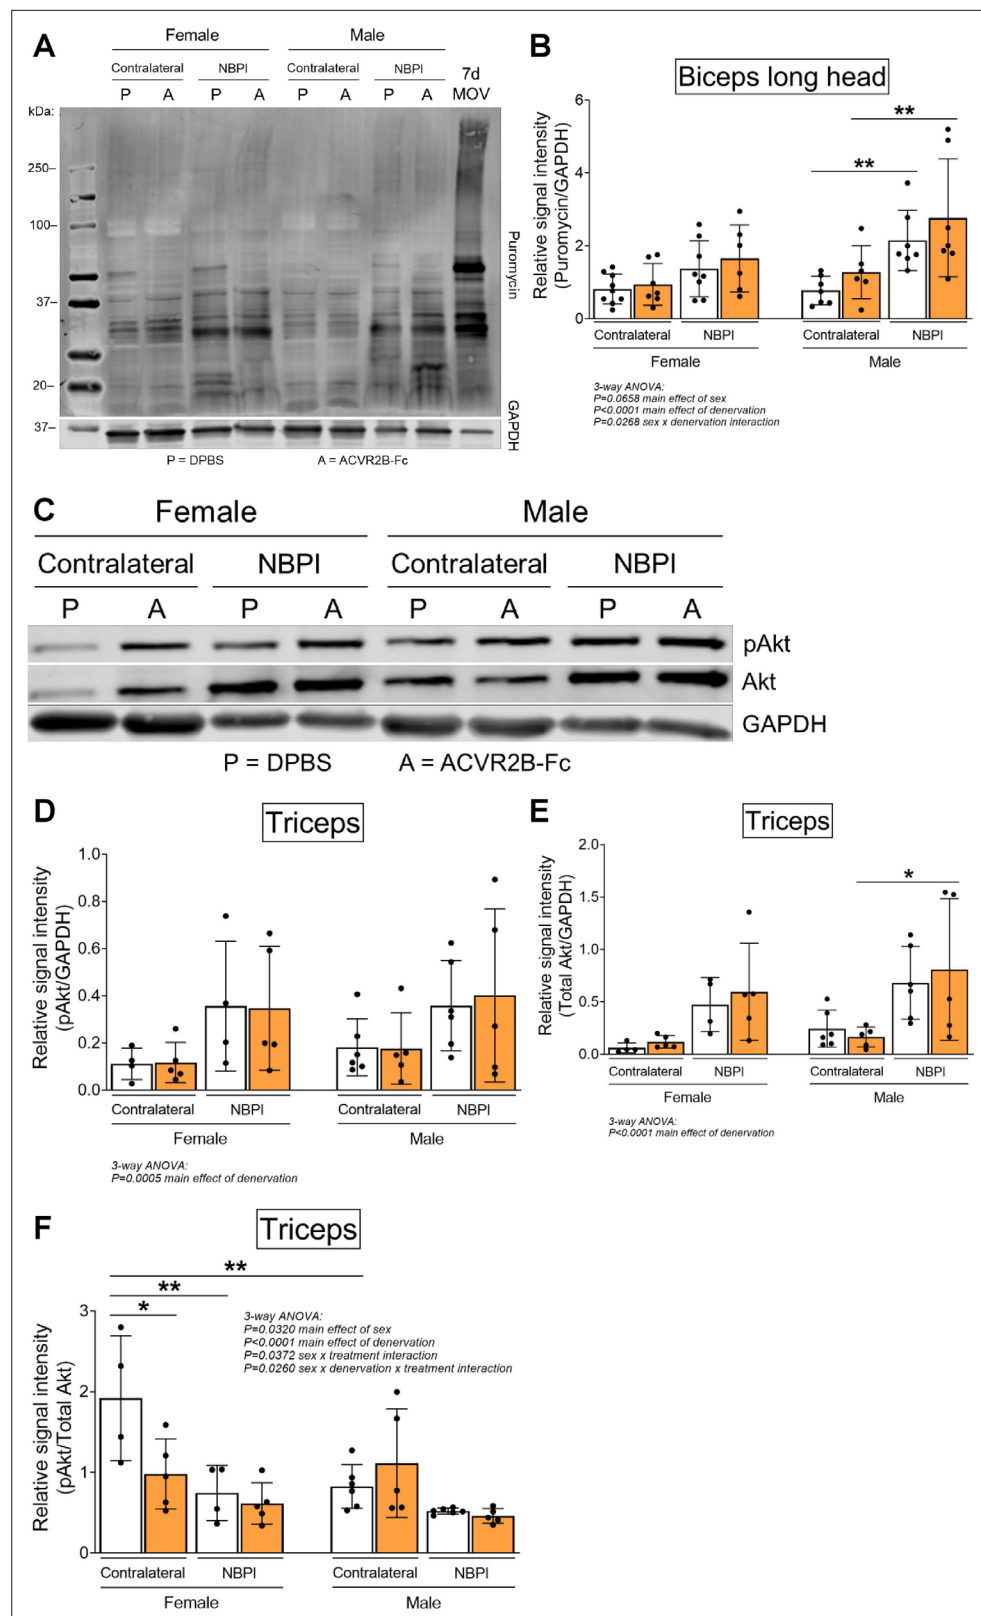 A
Female
Male
Contralateral
NBPI
Contralateral
NBPI
7d
MOV
P
A
P
A
P
A
P
A
kDa:
250–
100–
37–
20–
37–
Puromycin
GAPDH
P = DPBS
A = ACVR2B-Fc
B
Biceps long head
Relative signal intensity
(Puromycin/GAPDH)
6
4
2
0
**
**
Contralateral
NBPI
Contralateral
NBPI
Female
Male
3-way ANOVA:
P=0.0658 main effect of sex
P<0.0001 main effect of denervation
P=0.0268 sex x denervation interaction
C
Female
Male
Contralateral
NBPI
Contralateral
NBPI
P
A
P
A
P
A
P
A
pAkt
Akt
GAPDH
P = DPBS
A = ACVR2B-Fc
D
Triceps
Relative signal intensity
(pAkt/GAPDH)
1.0
0.8
0.6
0.4
0.2
0.0
Contralateral
NBPI
Contralateral
NBPI
Female
Male
3-way ANOVA:
P=0.0005 main effect of denervation
E
Triceps
Relative signal intensity
(Total Akt/GAPDH)
2.0
1.5
1.0
0.5
0.0
*
Contralateral
NBPI
Contralateral
NBPI
Female
Male
3-way ANOVA:
P<0.0001 main effect of denervation
F
Triceps
Relative signal intensity
(pAkt/Total Akt)
3
2
1
0
**
**
*
3-way ANOVA:
P=0.0320 main effect of sex
P<0.0001 main effect of denervation
P=0.0372 sex x treatment interaction
P=0.0260 sex x denervation x treatment interaction
Contralateral
NBPI
Contralateral
NBPI
Female
Male